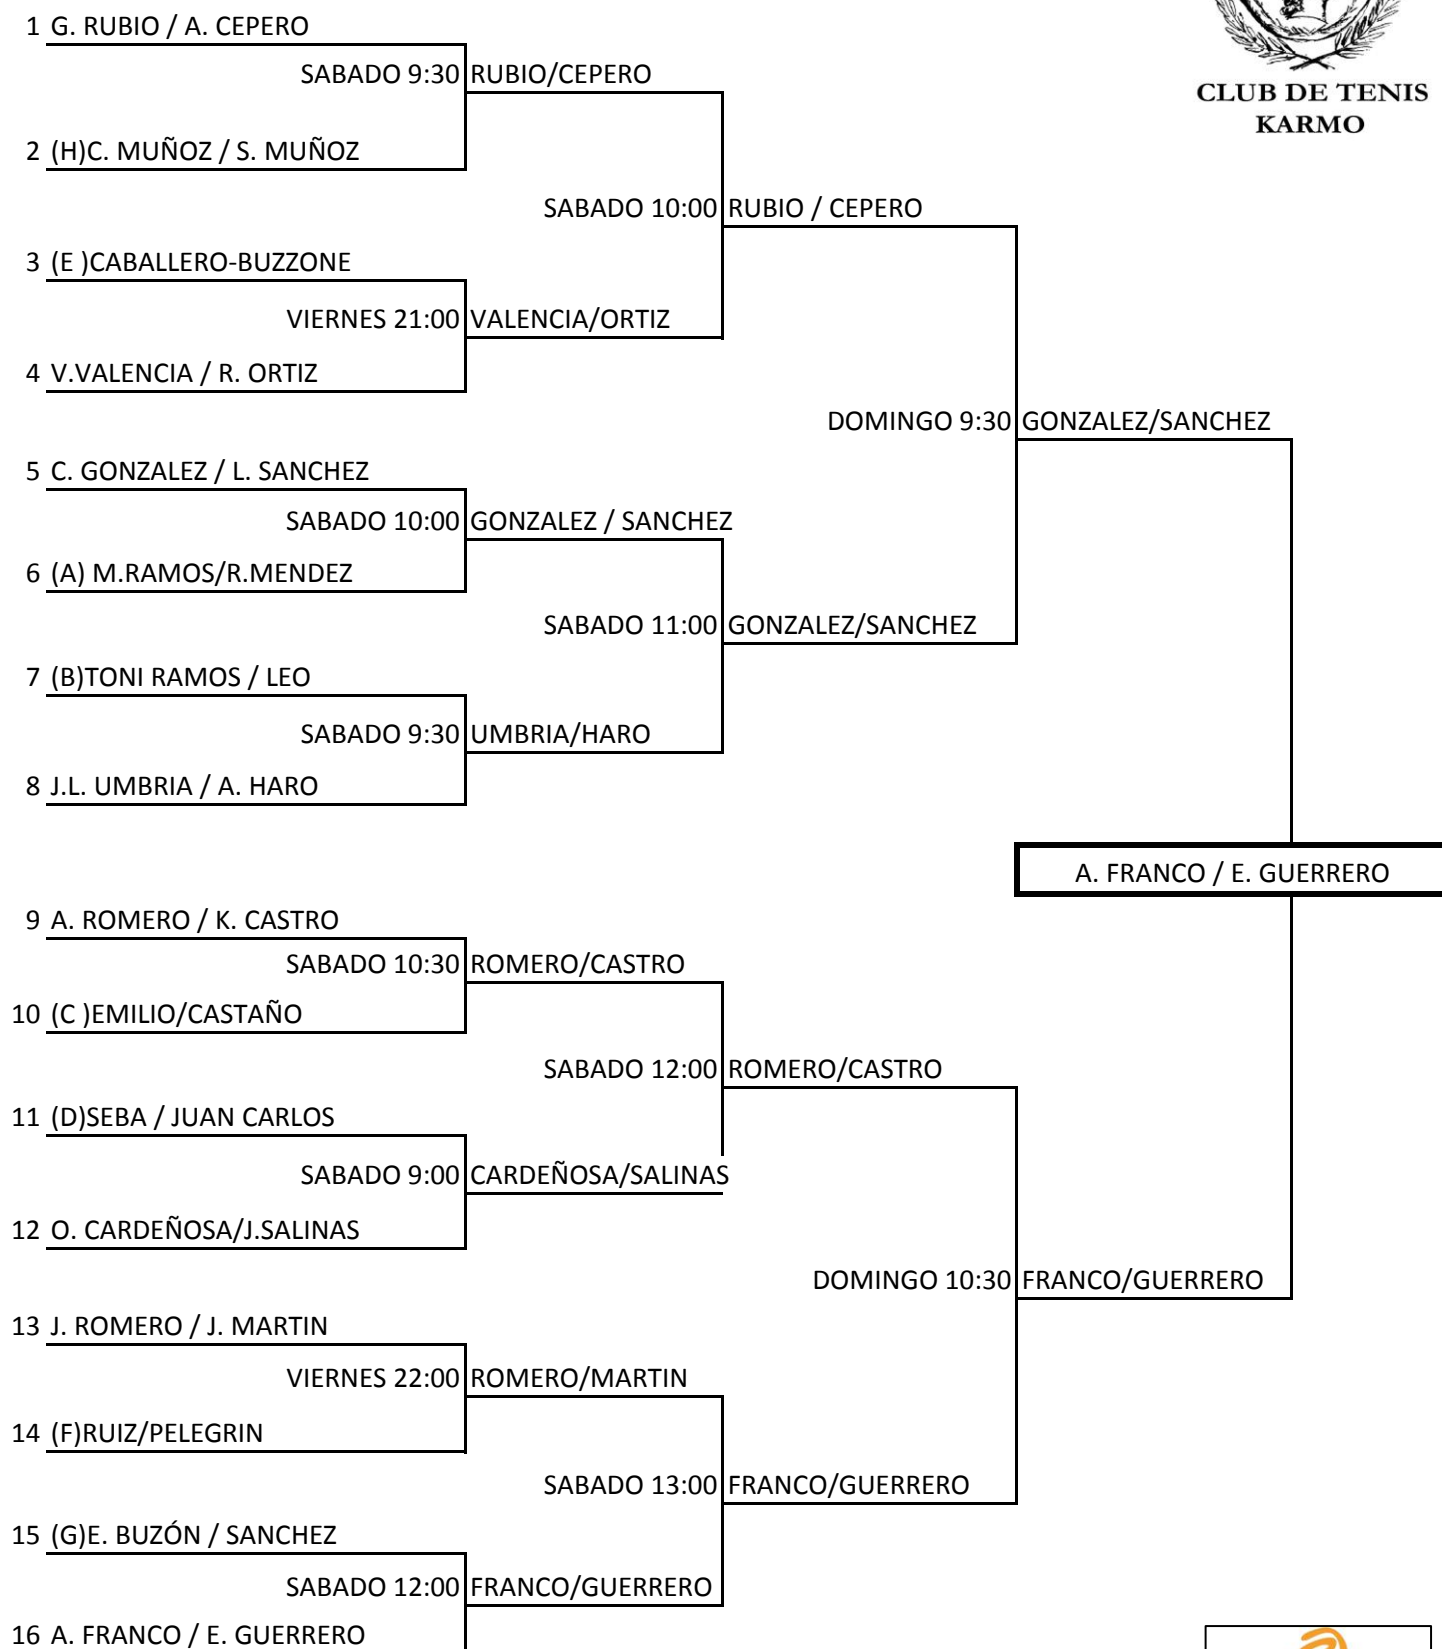 1 G. RUBIO / A. CEPERO
CLUB DE TENIS
KARMO
SABADO 9:30 RUBIO/CEPERO
2 (H)C. MUÑOZ / S. MUÑOZ
SABADO 10:00 RUBIO / CEPERO
3 (E )CABALLERO-BUZZONE
VIERNES 21:00 VALENCIA/ORTIZ
4 V.VALENCIA / R. ORTIZ
DOMINGO 9:30 GONZALEZ/SANCHEZ
5 C. GONZALEZ / L. SANCHEZ
SABADO 10:00 GONZALEZ / SANCHEZ
6 (A) M.RAMOS/R.MENDEZ
SABADO 11:00 GONZALEZ/SANCHEZ
7 (B)TONI RAMOS / LEO
SABADO 9:30 UMBRIA/HARO
8 J.L. UMBRIA / A. HARO
A. FRANCO / E. GUERRERO
9 A. ROMERO / K. CASTRO
SABADO 10:30 ROMERO/CASTRO
10 (C )EMILIO/CASTAÑO
SABADO 12:00 ROMERO/CASTRO
11 (D)SEBA / JUAN CARLOS
SABADO 9:00 CARDEÑOSA/SALINAS
12 O. CARDEÑOSA/J.SALINAS
DOMINGO 10:30 FRANCO/GUERRERO
13 J. ROMERO / J. MARTIN
VIERNES 22:00 ROMERO/MARTIN
14 (F)RUIZ/PELEGRIN
SABADO 13:00 FRANCO/GUERRERO
15 (G)E. BUZÓN / SANCHEZ
SABADO 12:00 FRANCO/GUERRERO
16 A. FRANCO / E. GUERRERO